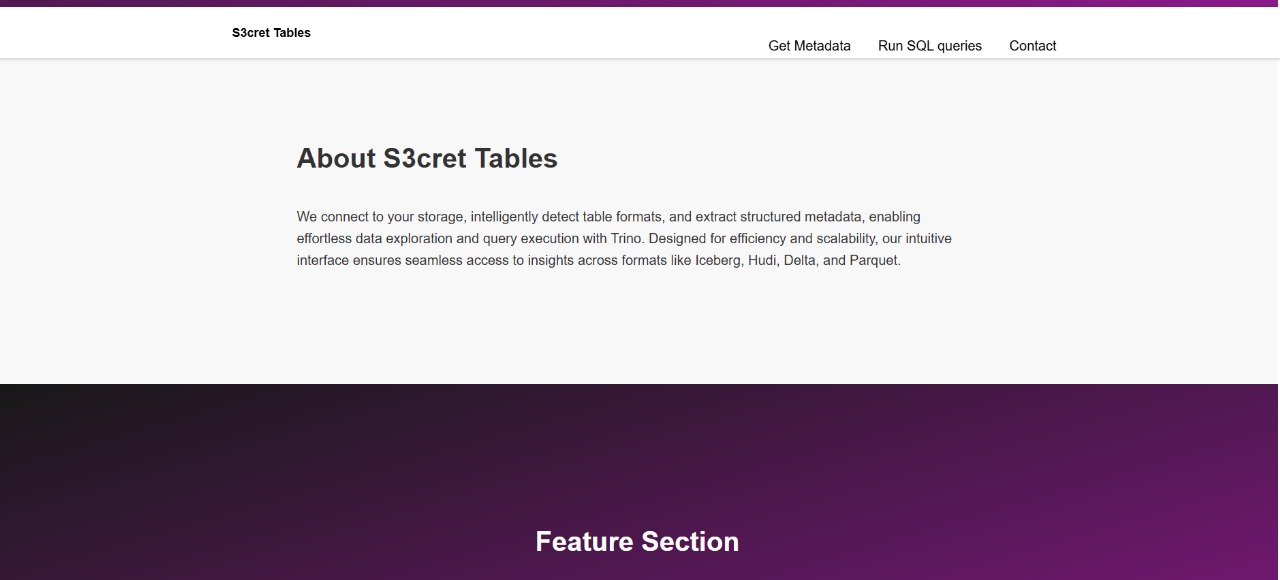 S3cret Tables
Get Metadata Run SQL queries Contact
About S3cret Tables
We connect to your storage, intelligently detect table formats, and extract structured metadata, enabling
effortless data exploration and query execution with Trino. Designed for efficiency and scalability, our intuitive
interface ensures seamless access to insights across formats like Iceberg, Hudi, Delta, and Parquet.
Feature Section